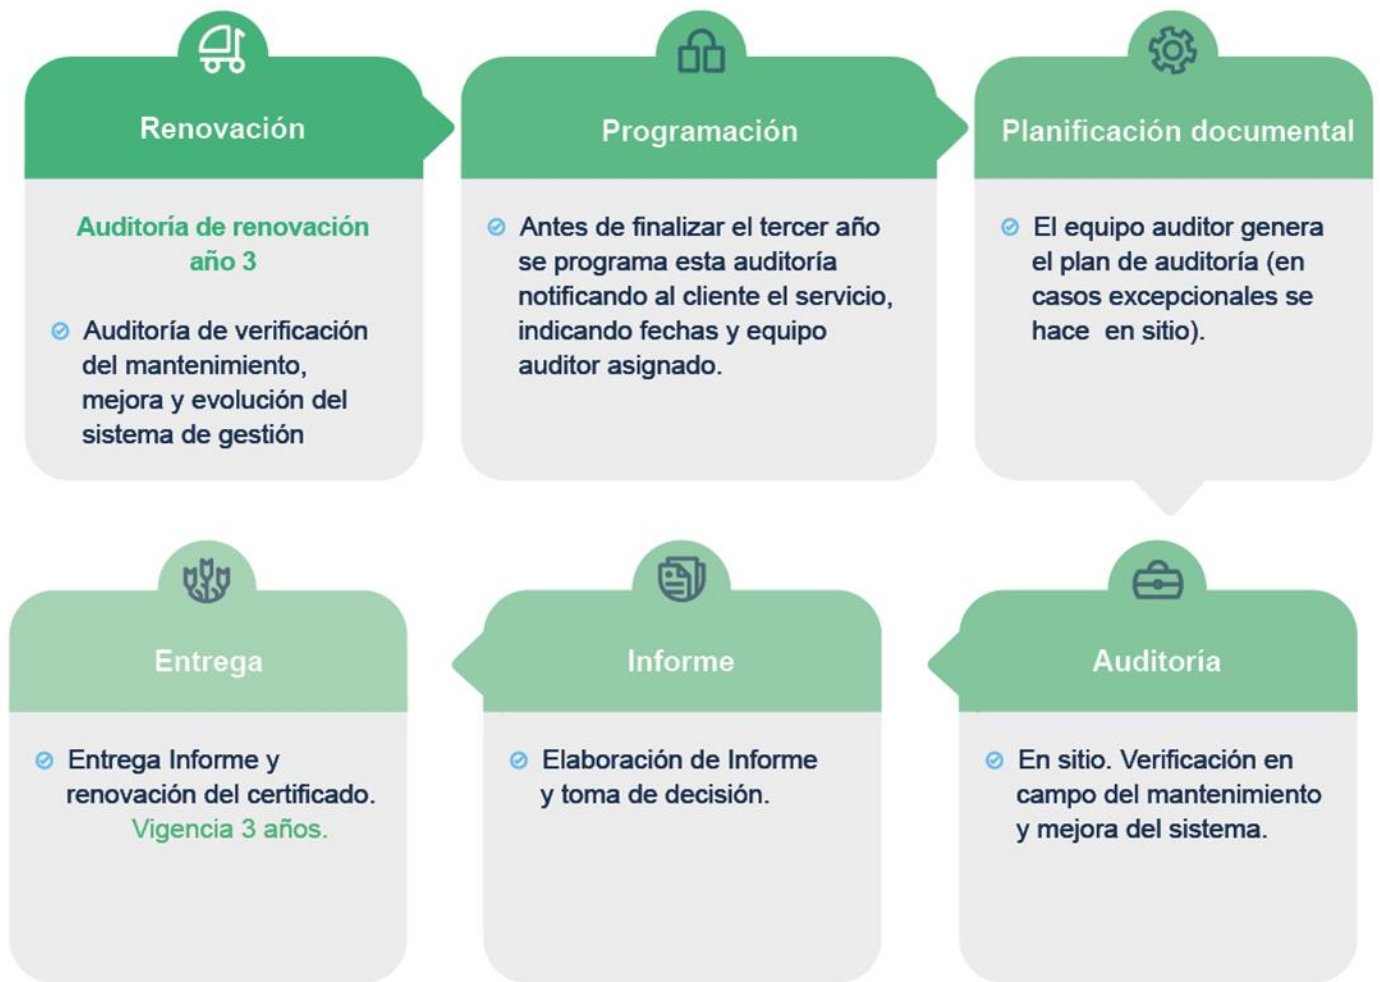 Renovación
Auditoría de renovación
año 3
Auditoría de verificación
del mantenimiento,
mejora y evolución del
sistema de gestión
Programación
Antes de finalizar el tercer año
se programa esta auditoría
notificando al cliente el servicio,
indicando fechas y equipo
auditor asignado.
Planificación documental
El equipo auditor genera
el plan de auditoría (en
casos excepcionales se
hace en sitio).
Auditoría
En sitio. Verificación en
campo del mantenimiento
y mejora del sistema.
Informe
Elaboración de Informe
y toma de decisión.
Entrega
Entrega Informe y
renovación del certificado.
Vigencia 3 años.